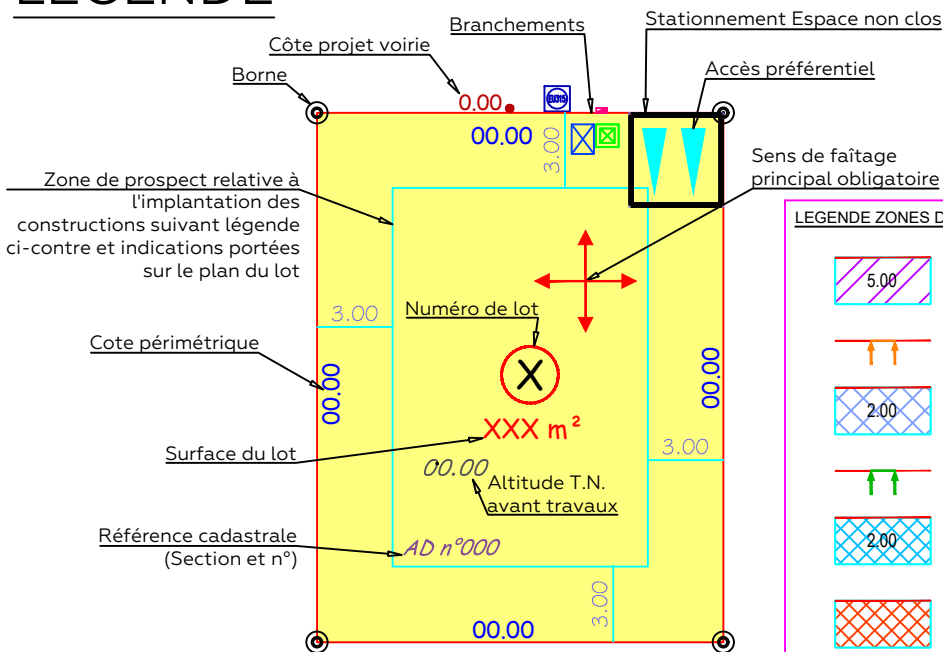 LEGENDE
Branchements
Stationnement Espace non clos
Côte projet voirie
Borne
Accès préférentiel
0.00
EU315
00.00
3.00
Sens de faîtage
principal obligatoire
Zone de prospect relative à
l'implantation des
constructions suivant légende
ci-contre et indications portées
sur le plan du lot
LEGENDE ZONES D
5.00
3.00
Numéro de lot
Cote périmétrique
00.00
X
00.00
2.00
XXX m²
3.00
Surface du lot
00.00
Altitude T.N.
avant travaux
2.00
Référence cadastrale
(Section et n°)
AD n°000
3.00
00.00